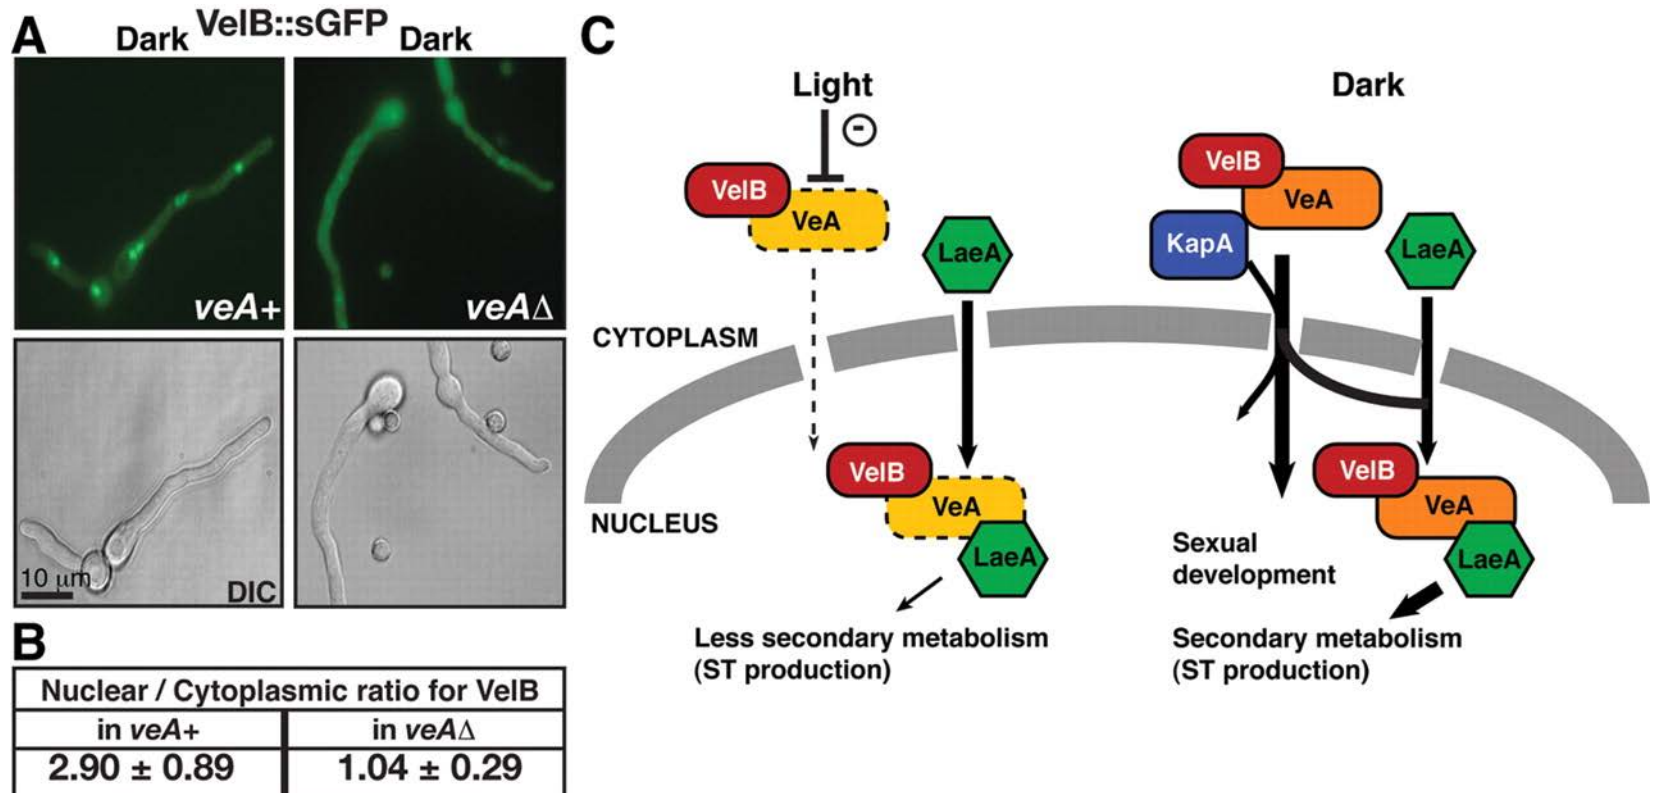 A
VelB::sGFP
Dark
Dark
veA+
veAΔ
10 μm
DIC
B
Nuclear / Cytoplasmic ratio for VelB
in veA+
in veAΔ
2.90 ± 0.89
1.04 ± 0.29
C
Light
Dark
-
VelB
VeA
LaeA
VelB
VeA
KapA
LaeA
CYTOPLASM
NUCLEUS
VelB
VeA
LaeA
VelB
VeA
LaeA
Less secondary metabolism
(ST production)
Sexual
development
Secondary metabolism
(ST production)